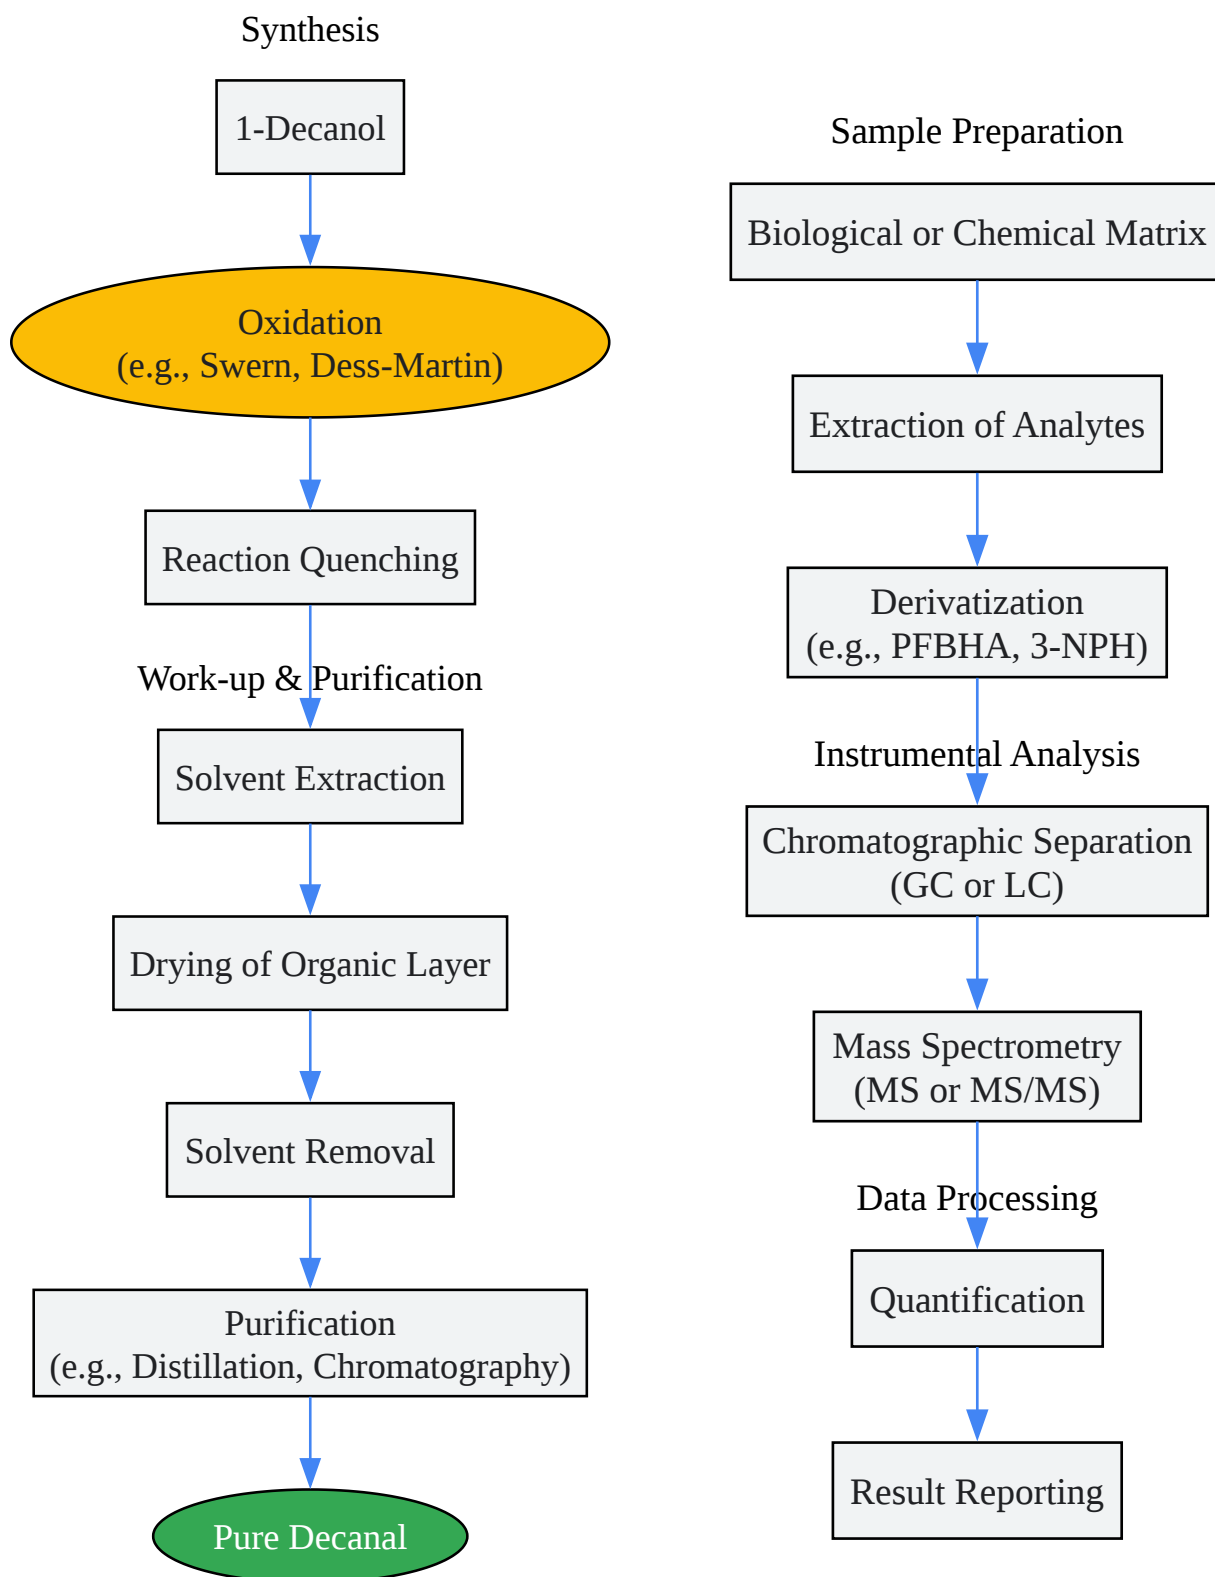 Synthesis
1-Decanol
Oxidation
(e.g., Swern, Dess-Martin)
Reaction Quenching
Work-up & Purification
Solvent Extraction
Drying of Organic Layer
Solvent Removal
Purification
(e.g., Distillation, Chromatography)
Pure Decanal
Sample Preparation
Biological or Chemical Matrix
Extraction of Analytes
Derivatization
(e.g., PFBHA, 3-NPH)
Instrumental Analysis
Chromatographic Separation
(GC or LC)
Mass Spectrometry
(MS or MS/MS)
Data Processing
Quantification
Result Reporting